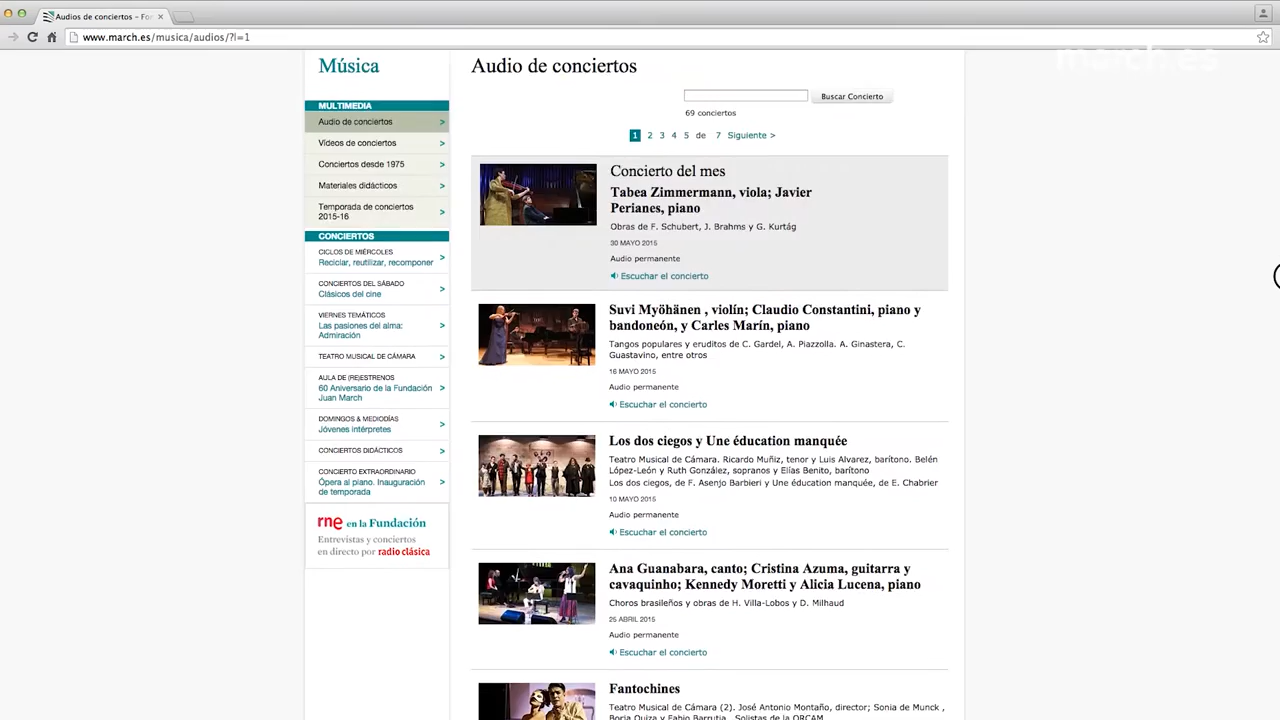 Audios de conciertos – Fo
www.march.es/musica/audios/?l=1
march.es
Música
MULTIMEDIA
Audio de conciertos >
Vídeos de conciertos >
Conciertos desde 1975 >
Materiales didácticos >
Temporada de conciertos
2015-16 >
CONCIERTOS
CICLOS DE MIÉRCOLES
Reciclar, reutilizar, recomponer >
CONCIERTOS DEL SÁBADO
Clásicos del cine >
VIERNES TEMÁTICOS
Las pasiones del alma:
Admiración >
TEATRO MUSICAL DE CÁMARA >
AULA DE (RE)ESTRENOS
60 Aniversario de la Fundación
Juan March >
DOMINGOS & MEDIODÍAS
Jóvenes intérpretes >
CONCIERTOS DIDÁCTICOS >
CONCIERTO EXTRAORDINARIO
Ópera al piano. Inauguración
de temporada >
rne en la Fundación
Entrevistas y conciertos
en directo por radio clásica
Audio de conciertos
Buscar Concierto
69 conciertos
1 2 3 4 5 de 7 Siguiente >
Concierto del mes
Tabea Zimmermann, viola; Javier
Perianes, piano
Obras de F. Schubert, J. Brahms y G. Kurtág
30 MAYO 2015
Audio permanente
Escuchar el concierto
Suvi Myöhänen , violín; Claudio Constantini, piano y
bandoneón, y Carles Marín, piano
Tangos populares y eruditos de C. Gardel, A. Piazzolla. A. Ginastera, C.
Guastavino, entre otros
16 MAYO 2015
Audio permanente
Escuchar el concierto
Los dos ciegos y Une éducation manquée
Teatro Musical de Cámara. Ricardo Muñiz, tenor y Luis Alvarez, barítono. Belén
López-León y Ruth González, sopranos y Elías Benito, barítono
Los dos ciegos, de F. Asenjo Barbieri y Une éducation manquée, de E. Chabrier
10 MAYO 2015
Audio permanente
Escuchar el concierto
Ana Guanabara, canto; Cristina Azuma, guitarra y
cavaquinho; Kennedy Moretti y Alicia Lucena, piano
Choros brasileños y obras de H. Villa-Lobos y D. Milhaud
25 ABRIL 2015
Audio permanente
Escuchar el concierto
Fantochines
Teatro Musical de Cámara (2). José Antonio Montaño, director; Sonia de Munck ,
Borja Quiza y Fabio Barrutia , Solistas de la ORCAM